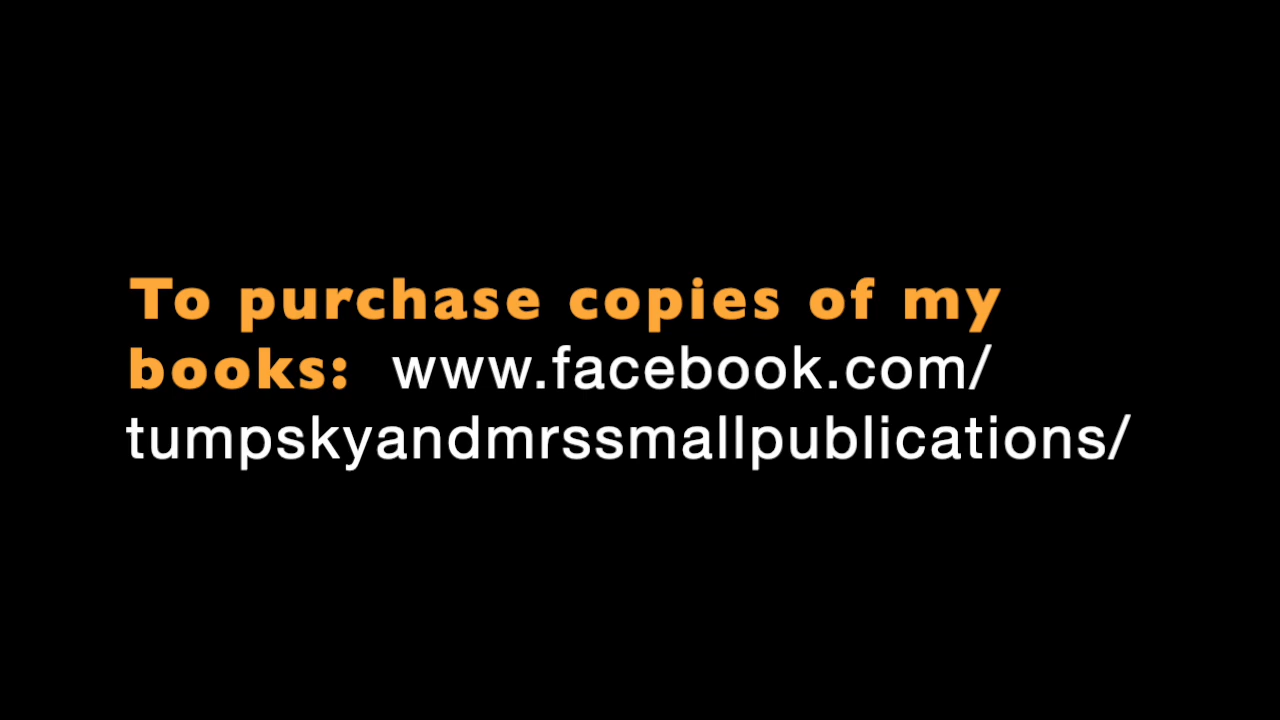 To purchase copies of my
books: www.facebook.com/
tumpskyandmrssmallpublications/